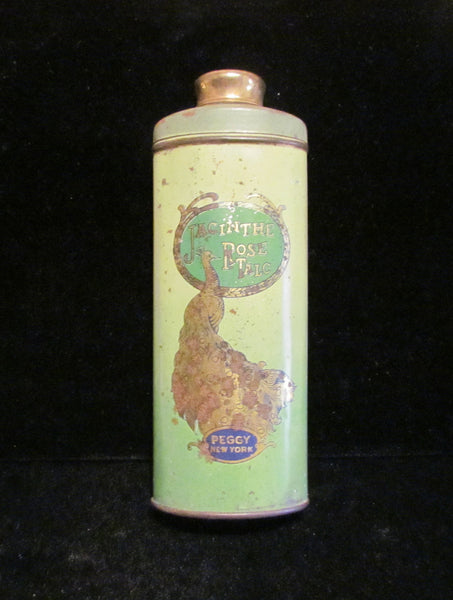 JACINTHE
ROSE
TALC
PEGGY
NEW YORK